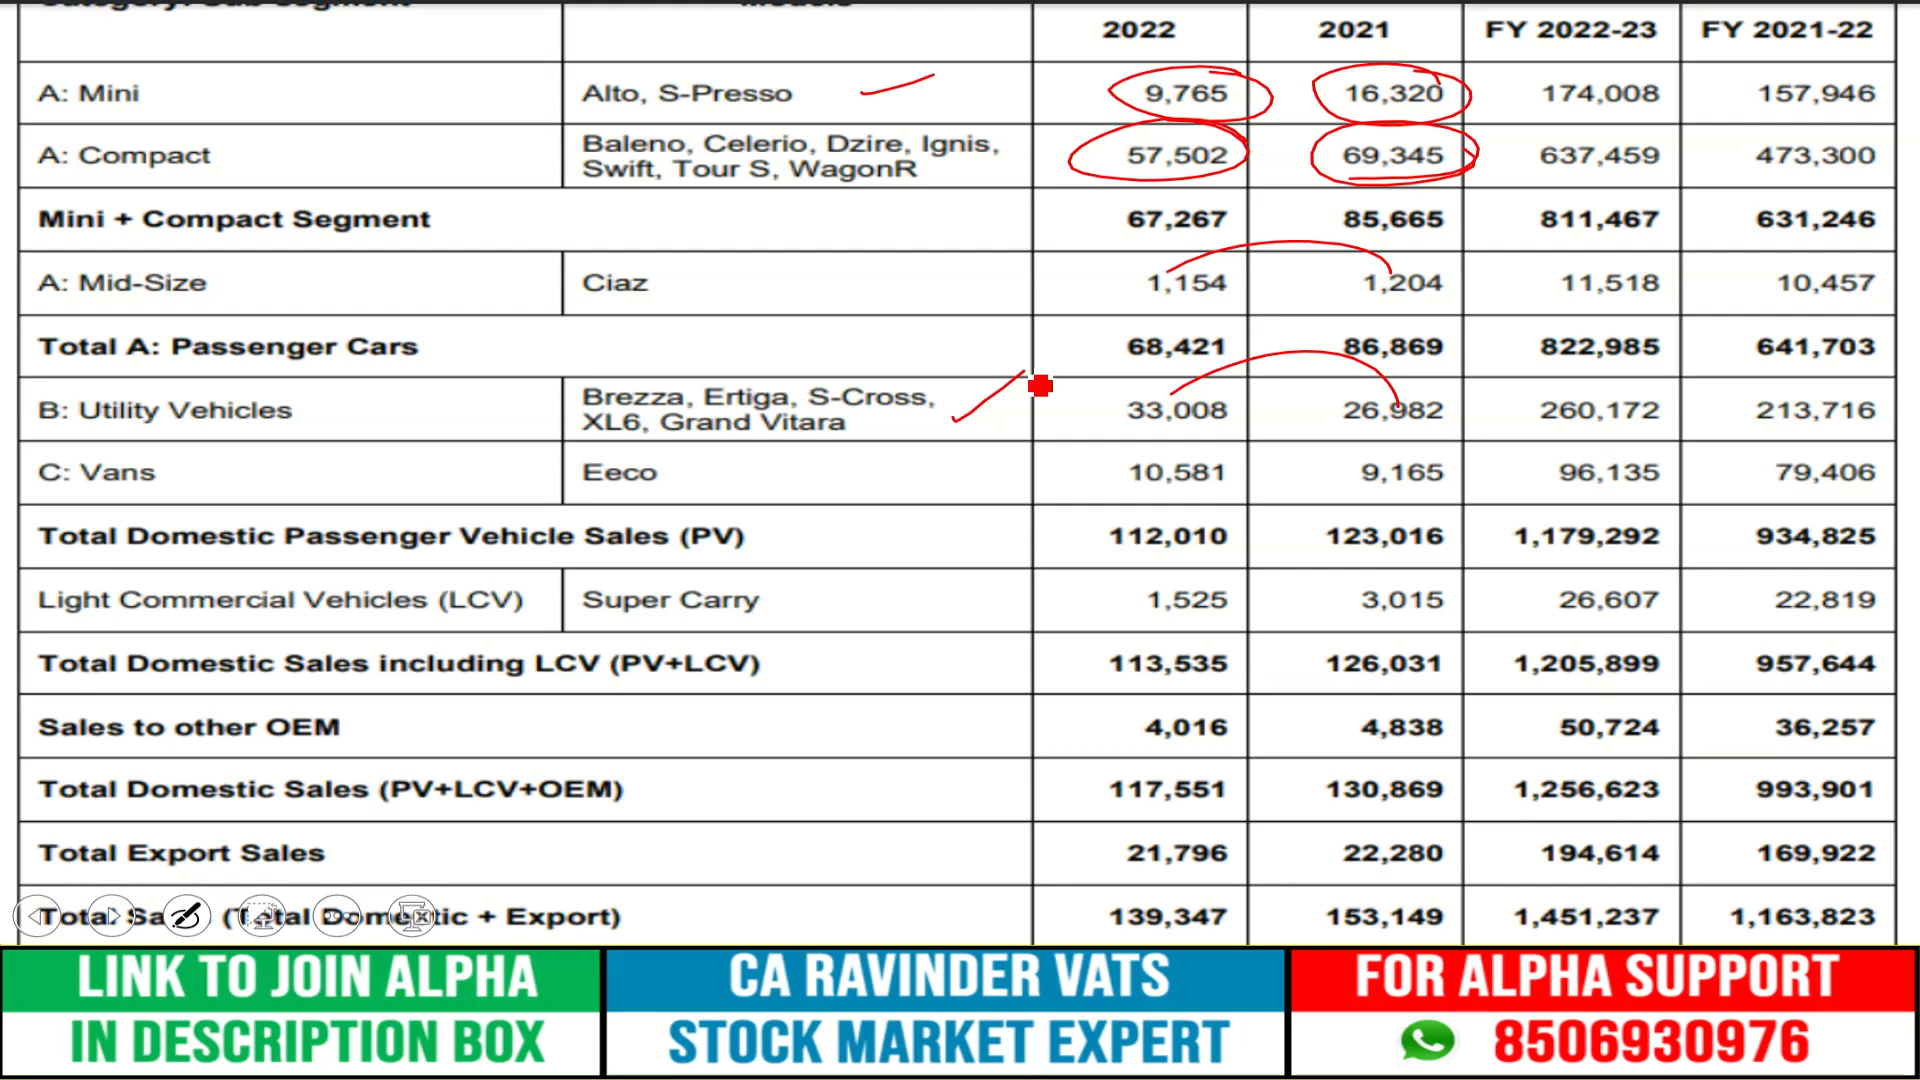 Category: Sub-segment Models
2022 2021 FY 2022-23 FY 2021-22
A: Mini Alto, S-Presso 9,765 16,320 174,008 157,946
A: Compact Baleno, Celerio, Dzire, Ignis, Swift, Tour S, WagonR 57,502 69,345 637,459 473,300
Mini + Compact Segment 67,267 85,665 811,467 631,246
A: Mid-Size Ciaz 1,154 1,204 11,518 10,457
Total A: Passenger Cars 68,421 86,869 822,985 641,703
B: Utility Vehicles Brezza, Ertiga, S-Cross, XL6, Grand Vitara 33,008 26,982 260,172 213,716
C: Vans Eeco 10,581 9,165 96,135 79,406
Total Domestic Passenger Vehicle Sales (PV) 112,010 123,016 1,179,292 934,825
Light Commercial Vehicles (LCV) Super Carry 1,525 3,015 26,607 22,819
Total Domestic Sales including LCV (PV+LCV) 113,535 126,031 1,205,899 957,644
Sales to other OEM 4,016 4,838 50,724 36,257
Total Domestic Sales (PV+LCV+OEM) 117,551 130,869 1,256,623 993,901
Total Export Sales 21,796 22,280 194,614 169,922
Total Sales (Total Domestic + Export) 139,347 153,149 1,451,237 1,163,823
LINK TO JOIN ALPHA
IN DESCRIPTION BOX
CA RAVINDER VATS
STOCK MARKET EXPERT
FOR ALPHA SUPPORT
8506930976